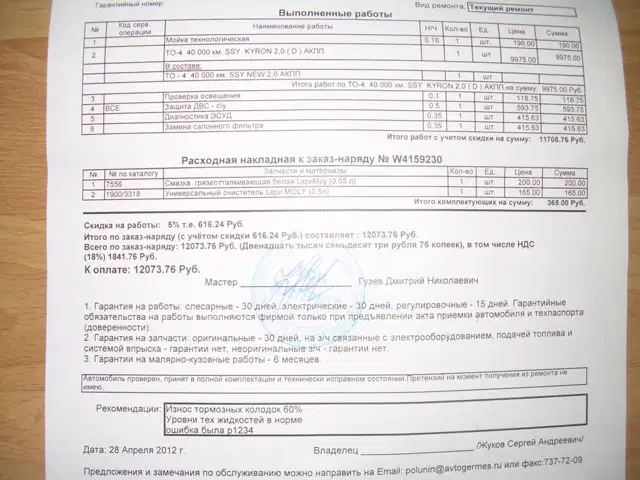 Гарантийный номер:
Вид ремонта: Текущий ремонт
Выполненные работы
№ Код серв. операции Наименование работы Н/Ч Кол-во Ед. Цена Сумма
1 Мойка технологическая 0.16 1 шт. 190.00 190.00
2 ТО-4 40.000 км. SSY KYRON 2.0 ( D ) АКПП 1 шт 9975.00 9975.00
В составе:
ТО - 4 40.000 км. SSY NEW 2.0 АКПП 1 шт
Итого работ по ТО-4 40.000 км. SSY KYRON 2.0 ( D ) АКПП на сумму: 9975.00 Руб.
3 Проверка освещения 0.1 1 шт 118.75 118.75
4 ВСЕ Защита ДВС - с/у 0.5 1 шт 593.75 593.75
5 Диагностика ЭСУД 0.35 1 шт 415.63 415.63
6 Замена салонного фильтра 0.35 1 шт 415.63 415.63
Итого работ с учетом скидки на сумму: 11708.76 Руб.
Расходная накладная к заказ-наряду № W4159230
№ № по каталогу Запчасти и материалы Кол-во Ед. Цена Сумма
1 7556 Смазка грязеотталкивающая белая LiquiMily (0.05 л) 1 шт. 200.00 200.00
2 1900/3318 Универсальный очиститель Liqui MOLY (0,5л) 1 шт. 165.00 165.00
Итого комплектующих на сумму: 365.00 Руб.
Скидка на работы: 5% т.е. 616.24 Руб.
Итого по заказ-наряду (с учётом скидки 616.24 Руб.) составляет : 12073.76 Руб.
Всего по заказ-наряду: 12073.76 Руб. (Двенадцать тысяч семьдесят три рубля 76 копеек), в том числе НДС
(18%) 1841.76 Руб.
К оплате: 12073.76 Руб.
Мастер Гузев Дмитрий Николаевич
1. Гарантия на работы: слесарные - 30 дней, электрические - 30 дней, регулировочные - 15 дней. Гарантийные
обязательства на работы выполняются фирмой только при предъявлении акта приемки автомобиля и техпаспорта
(доверенности).
2. Гарантия на запчасти: оригинальные - 30 дней, на з/ч связанные с электрооборудованием, подачей топлива и
системой впрыска - гарантии нет, неоригинальные з/ч - гарантии нет.
3. Гарантия на малярно-кузовные работы - 6 месяцев.
Автомобиль проверен, принят в полной комплектации и технически исправном состоянии.Претензий на момент получения из ремонта не
имею.
Рекомендации: Износ тормозных колодок 60%
Уровни тех жидкостей в норме
ошибка была р1234
Дата: 28 Апреля 2012 г. Владелец /Жуков Сергей Андреевич/
Предложения и замечания по обслуживанию можно направить на Email: polunin@avtogermes.ru или факс:737-72-09